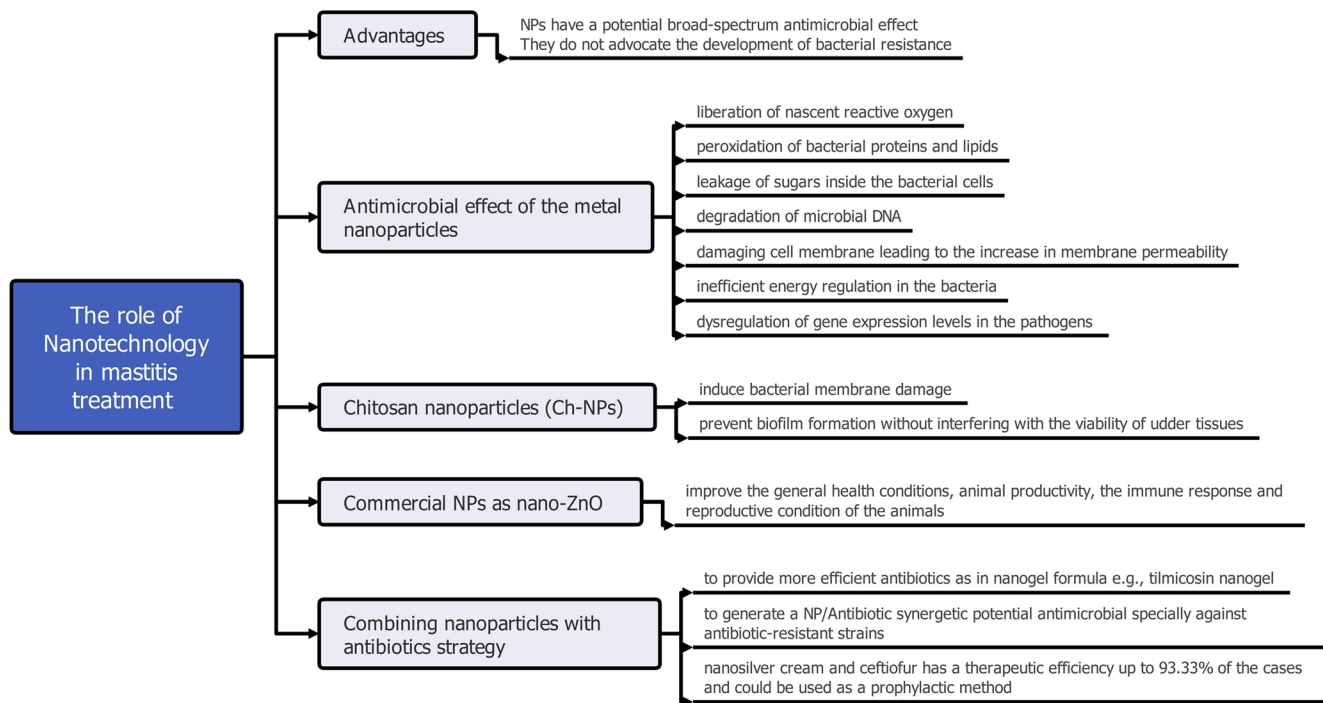 The role of
Nanotechnology
in mastitis
treatment
Advantages
NPs have a potential broad-spectrum antimicrobial effect
They do not advocate the development of bacterial resistance
Antimicrobial effect of the metal
nanoparticles
liberation of nascent reactive oxygen
peroxidation of bacterial proteins and lipids
leakage of sugars inside the bacterial cells
degradation of microbial DNA
damaging cell membrane leading to the increase in membrane permeability
inefficient energy regulation in the bacteria
dysregulation of gene expression levels in the pathogens
Chitosan nanoparticles (Ch-NPs)
induce bacterial membrane damage
prevent biofilm formation without interfering with the viability of udder tissues
Commercial NPs as nano-ZnO
improve the general health conditions, animal productivity, the immune response and
reproductive condition of the animals
Combining nanoparticles with
antibiotics strategy
to provide more efficient antibiotics as in nanogel formula e.g., tilmicosin nanogel
to generate a NP/Antibiotic synergetic potential antimicrobial specially against
antibiotic-resistant strains
nanosilver cream and ceftiofur has a therapeutic efficiency up to 93.33% of the cases
and could be used as a prophylactic method